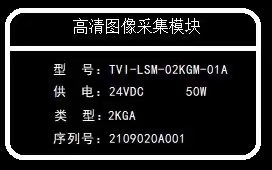 高清图像采集模块
型 号：TVI-LSM-02KGM-01A
供 电：24VDC 50W
类 型：2KGA
序列号：2109020A001